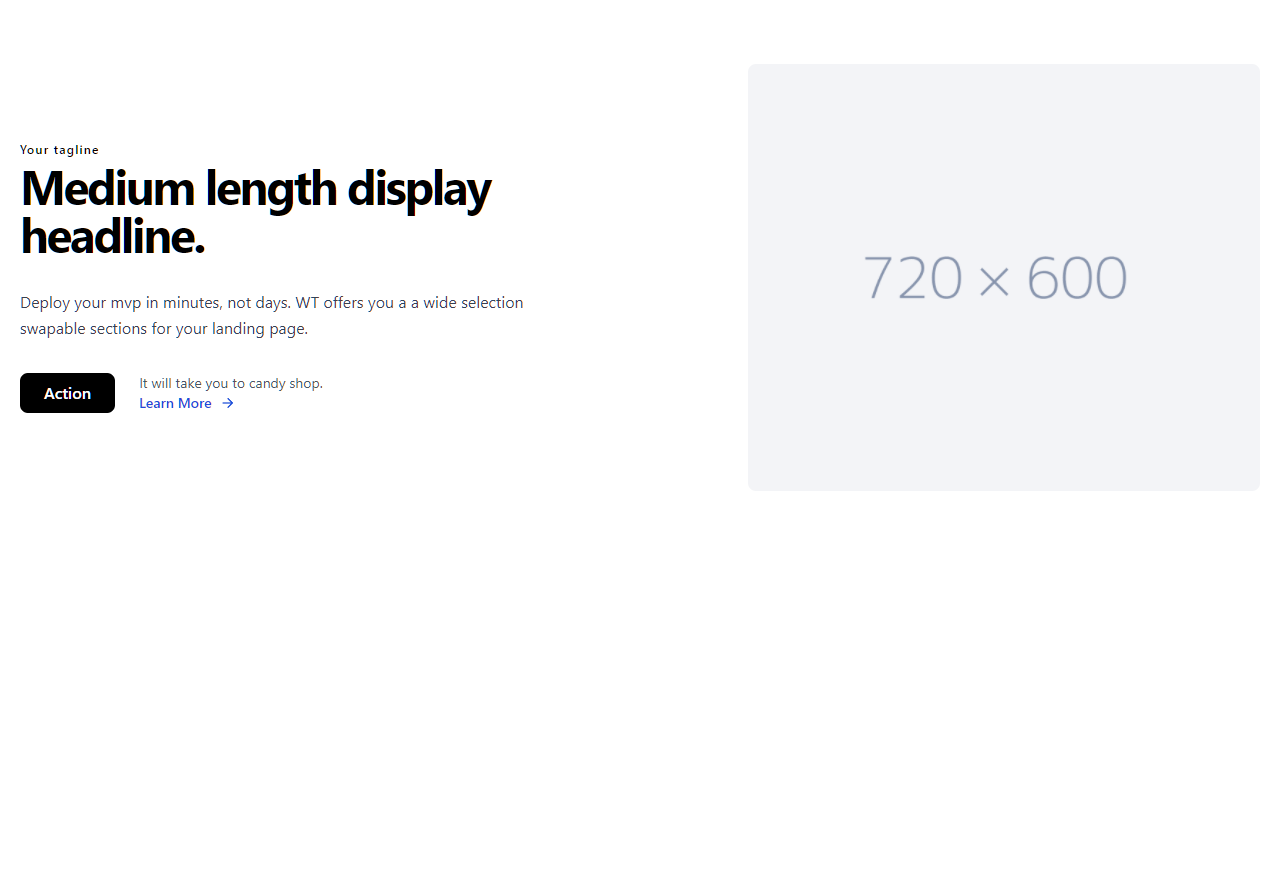 Your tagline
Medium length display
headline.
Deploy your mvp in minutes, not days. WT offers you a a wide selection
swapable sections for your landing page.
Action
It will take you to candy shop.
Learn More →
720 × 600